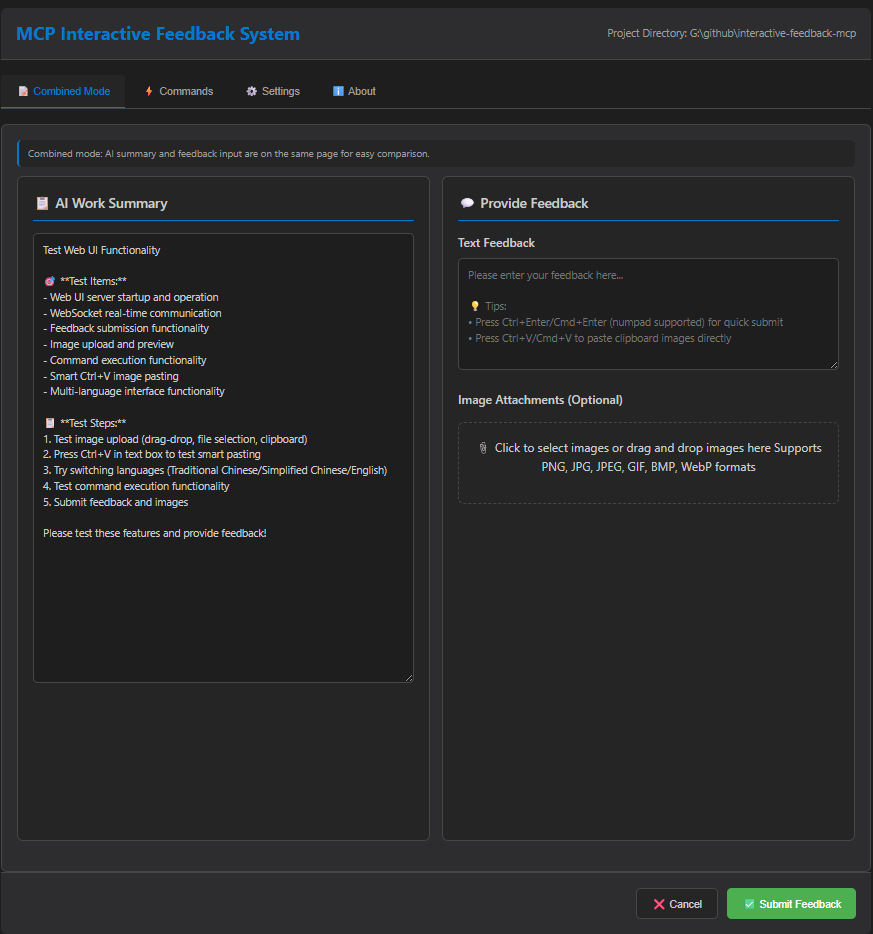 MCP Interactive Feedback System
Project Directory: G:\github\interactive-feedback-mcp
Combined Mode
Commands
Settings
About
Combined mode: AI summary and feedback input are on the same page for easy comparison.
AI Work Summary
Test Web UI Functionality
🎯 **Test Items:**
- Web UI server startup and operation
- WebSocket real-time communication
- Feedback submission functionality
- Image upload and preview
- Command execution functionality
- Smart Ctrl+V image pasting
- Multi-language interface functionality
📋 **Test Steps:**
1. Test image upload (drag-drop, file selection, clipboard)
2. Press Ctrl+V in text box to test smart pasting
3. Try switching languages (Traditional Chinese/Simplified Chinese/English)
4. Test command execution functionality
5. Submit feedback and images
Please test these features and provide feedback!
Provide Feedback
Text Feedback
Please enter your feedback here...
💡 Tips:
• Press Ctrl+Enter/Cmd+Enter (numpad supported) for quick submit
• Press Ctrl+V/Cmd+V to paste clipboard images directly
Image Attachments (Optional)
📎 Click to select images or drag and drop images here Supports
PNG, JPG, JPEG, GIF, BMP, WebP formats
❌ Cancel
✅ Submit Feedback